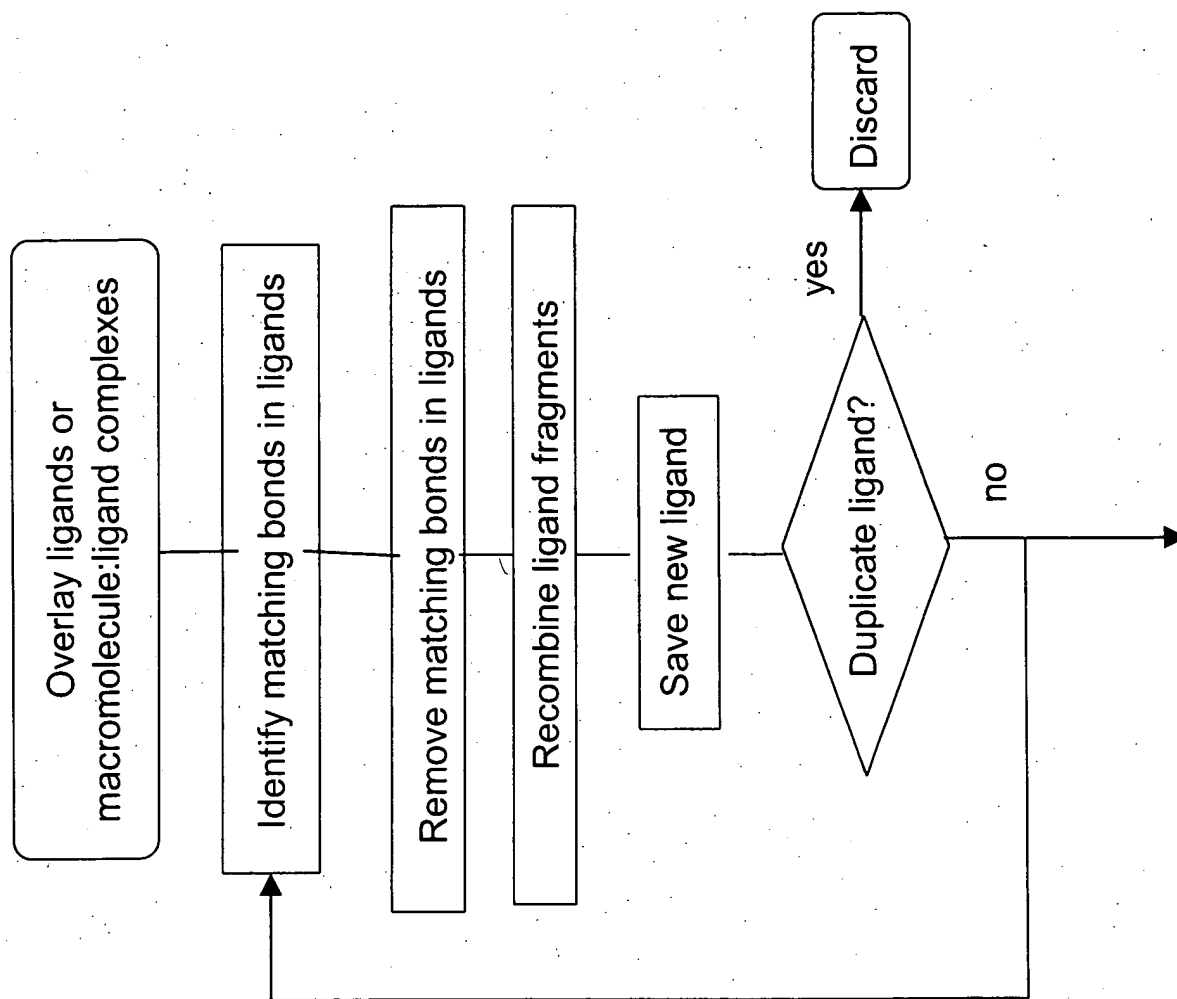 Overlay ligands or
macromolecule:ligand complexes
Identify matching bonds in ligands
Remove matching bonds in ligands
Recombine ligand fragments
Save new ligand
Duplicate ligand?
yes
Discard
no